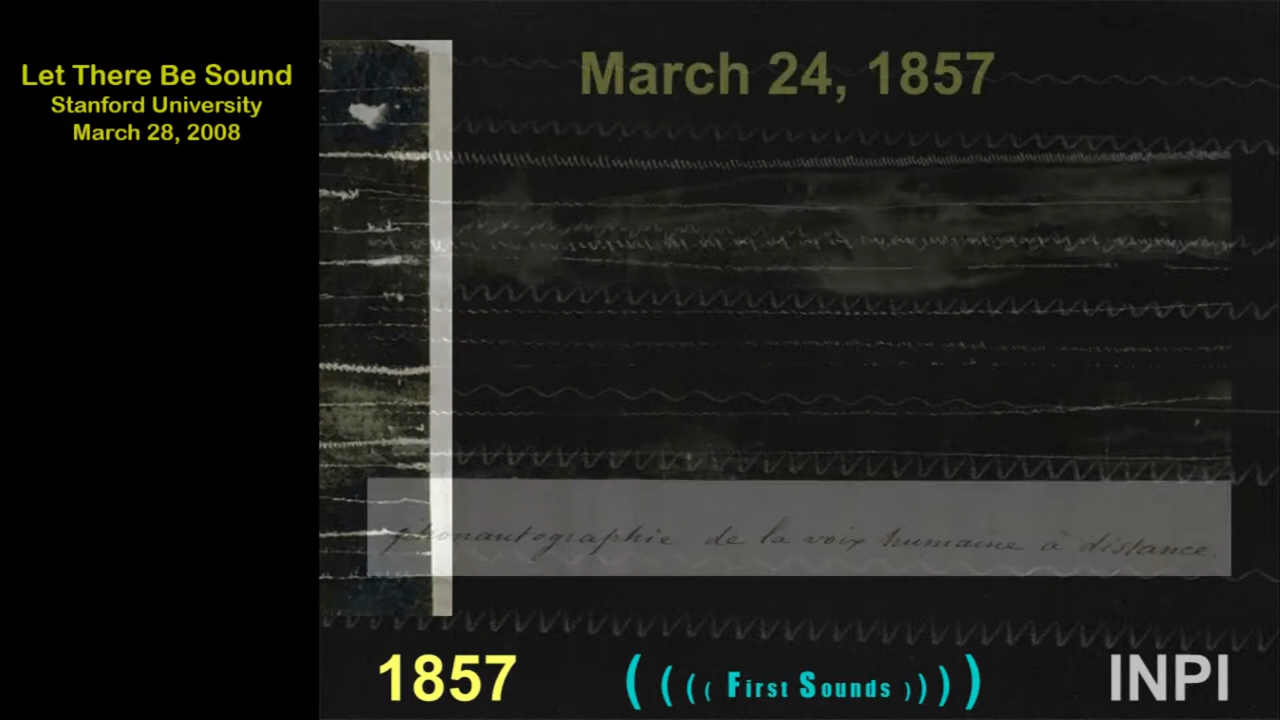 Let There Be Sound
Stanford University
March 28, 2008
March 24, 1857
phonautographie de la voix humaine à distance.
1857
( ( ( ( First Sounds ) ) ) )
INPI